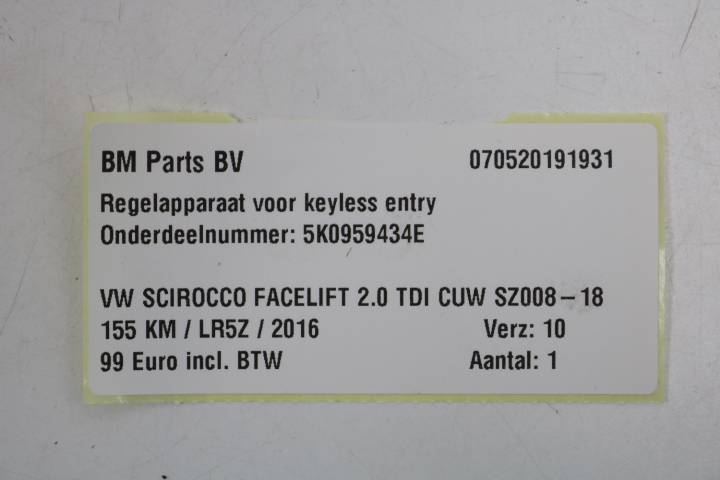 BM Parts BV 070520191931
Regelapparaat voor keyless entry
Onderdeelnummer: 5K0959434E
VW SCIROCCO FACELIFT 2.0 TDI CUW SZ008-18
155 KM / LR5Z / 2016 Verz: 10
99 Euro incl. BTW Aantal: 1